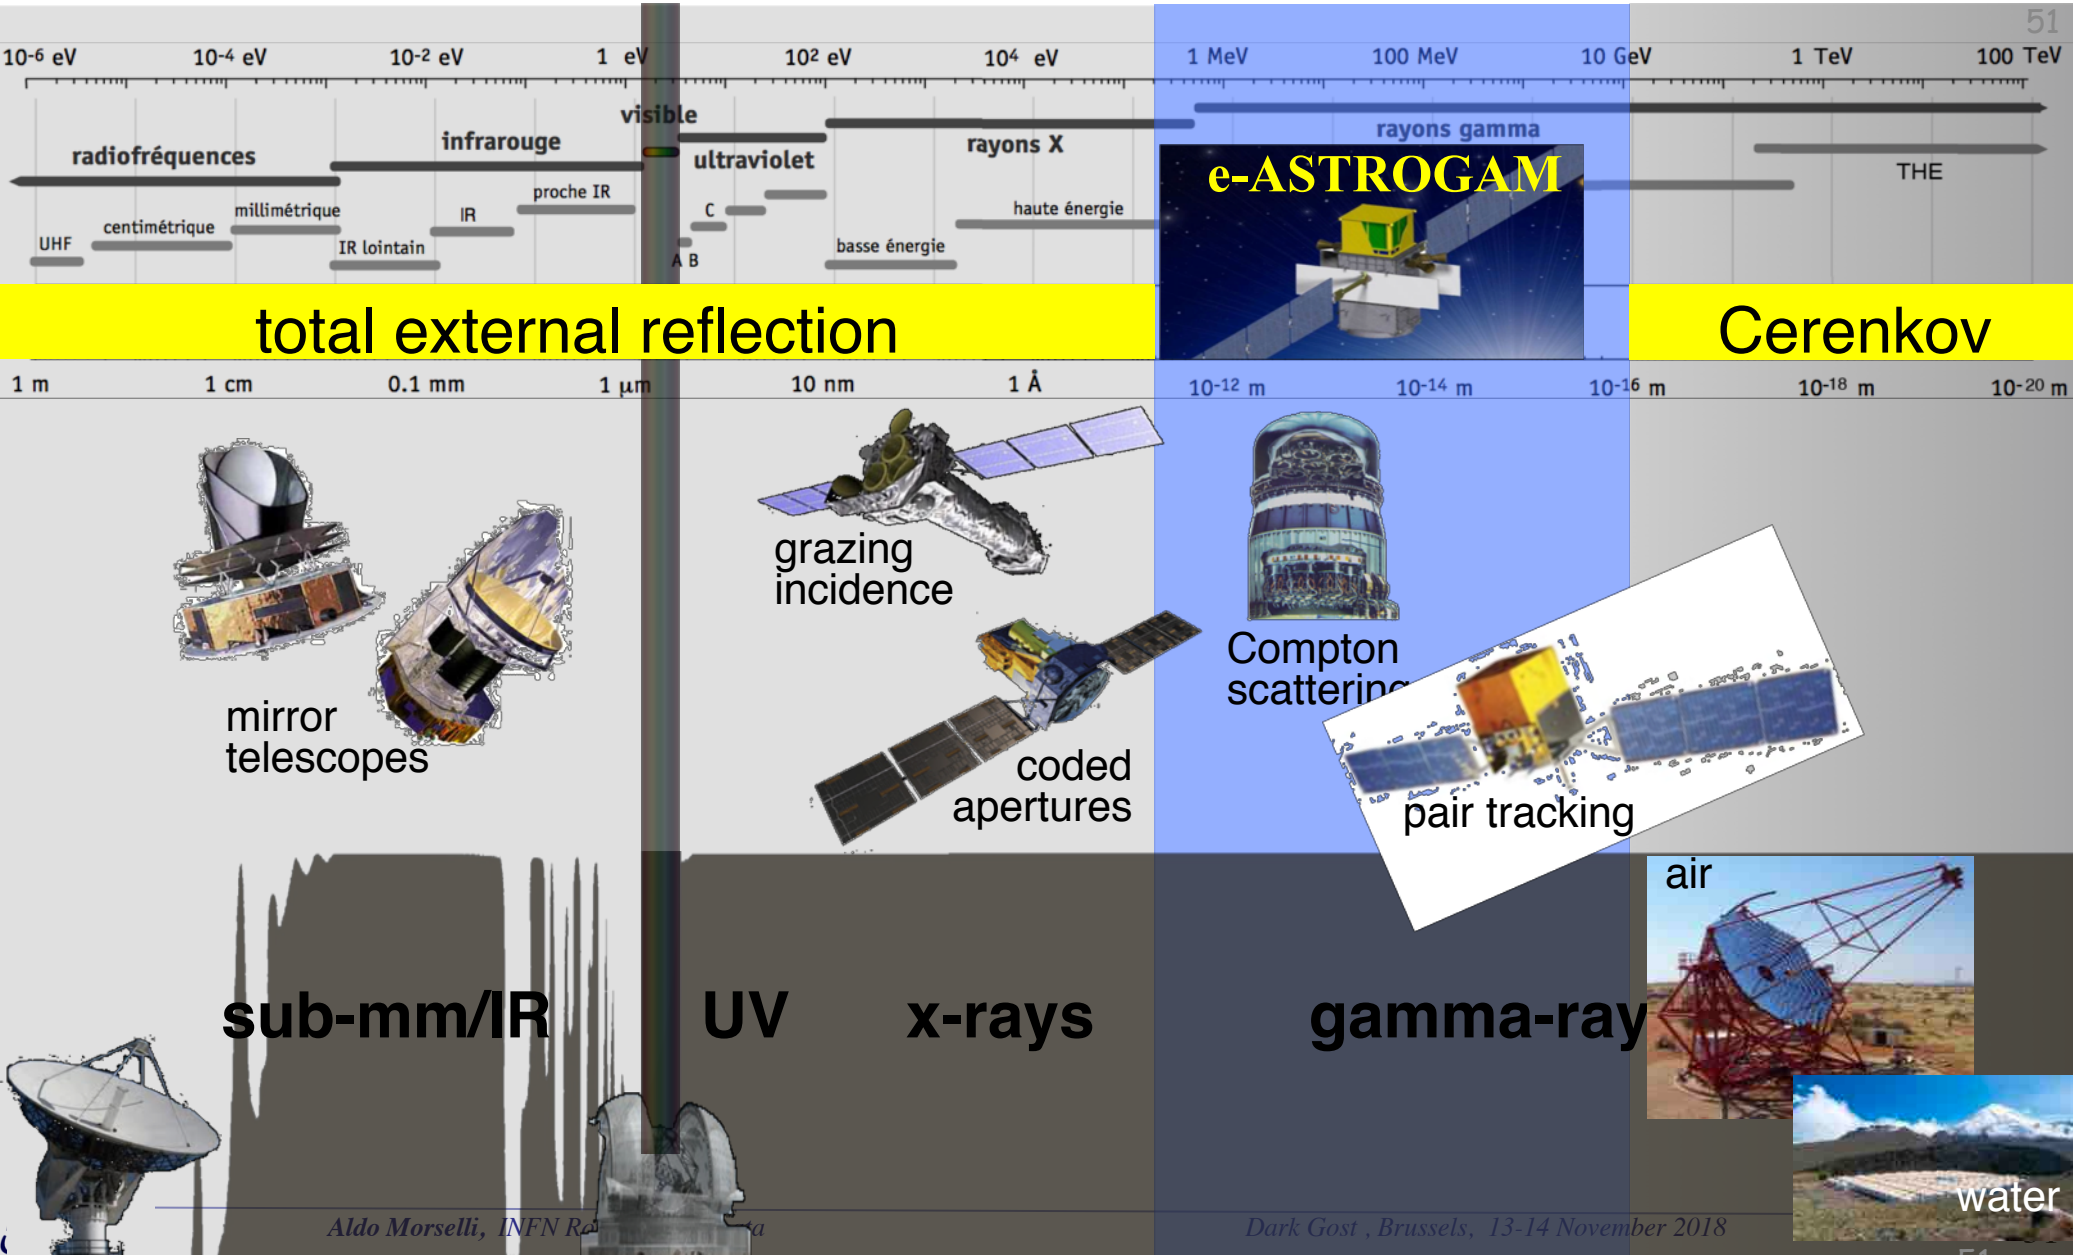 51
10-6 eV 10-4 eV 10-2 eV 1 eV 102 eV 104 eV 1 MeV 100 MeV 10 GeV 1 TeV 100 TeV
visible
radiofréquences infrarouge ultraviolet rayons X rayons gamma
THE
UHF centimétrique millimétrique IR lointain IR proche IR
A B C
basse énergie haute énergie
e-ASTROGAM
total external reflection
Cerenkov
1 m 1 cm 0.1 mm 1 µm 10 nm 1 Å 10-12 m 10-14 m 10-16 m 10-18 m 10-20 m
mirror
telescopes
grazing
incidence
coded
apertures
Compton
scattering
pair tracking
air
sub-mm/IR UV x-rays gamma-ray
water
Aldo Morselli, INFN
Dark Gost , Brussels, 13-14 November 2018
51